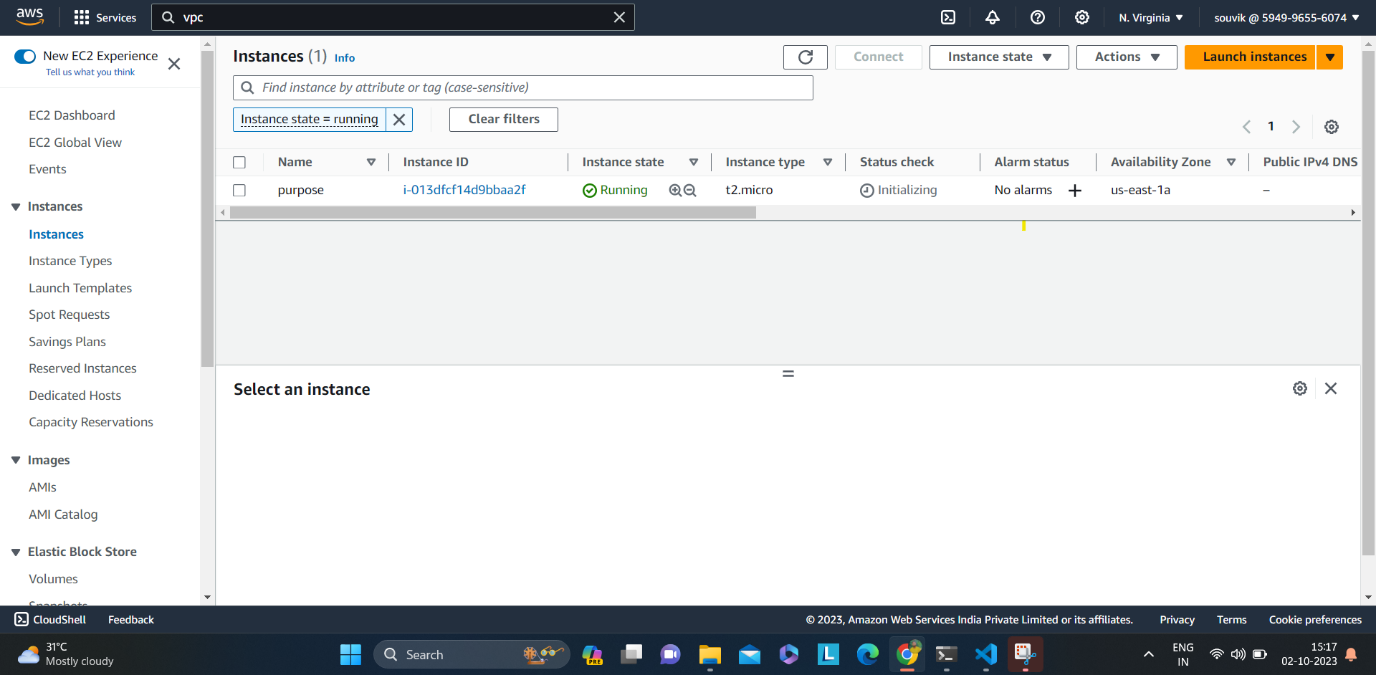 aws
Services
vpc
N. Virginia
souvik @ 5949-9655-6074
New EC2 Experience
Tell us what you think
EC2 Dashboard
EC2 Global View
Events
Instances
Instances
Instance Types
Launch Templates
Spot Requests
Savings Plans
Reserved Instances
Dedicated Hosts
Capacity Reservations
Images
AMIs
AMI Catalog
Elastic Block Store
Volumes
Snapshots
Instances (1) Info
Connect
Instance state
Actions
Launch instances
Find instance by attribute or tag (case-sensitive)
Instance state = running
Clear filters
1
Name Instance ID Instance state Instance type Status check Alarm status Availability Zone Public IPv4 DNS
purpose i-013dfcf14d9bbaa2f Running t2.micro Initializing No alarms + us-east-1a –
Select an instance
CloudShell Feedback © 2023, Amazon Web Services India Private Limited or its affiliates. Privacy Terms Cookie preferences
31°C
Mostly cloudy
Search
PRE
L
ENG
IN
15:17
02-10-2023